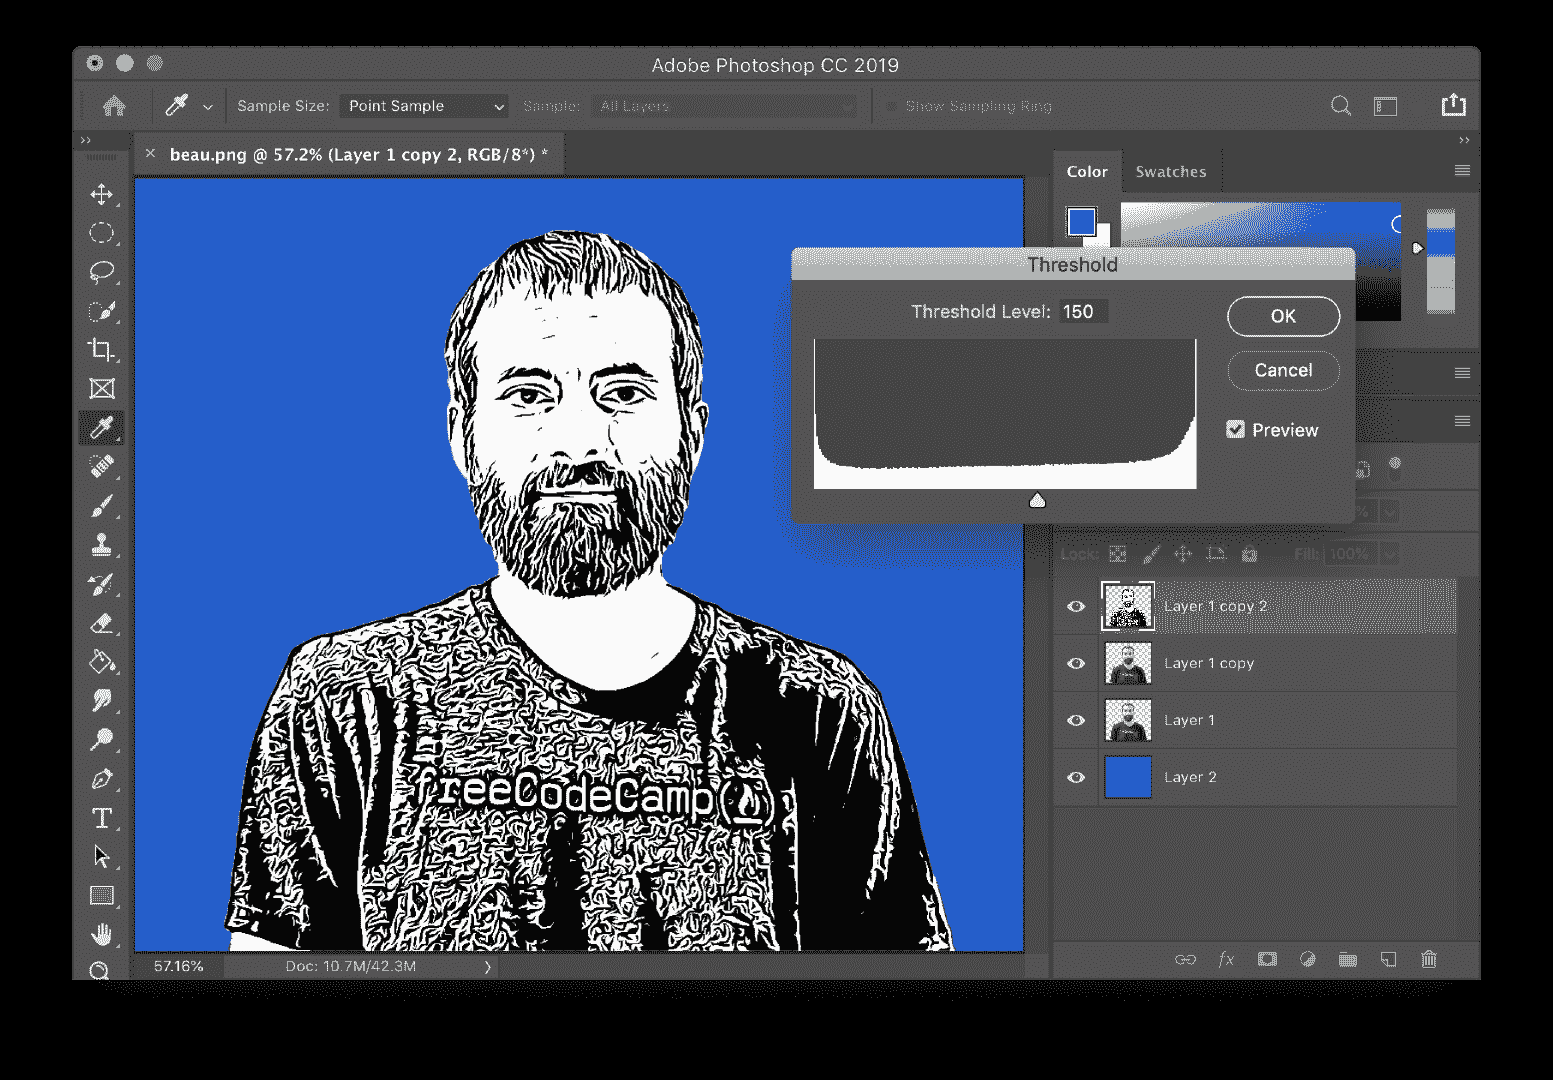 Adobe Photoshop CC 2019
Sample Size: Point Sample Sample: All Layers Show Sampling Ring
beau.png @ 57.2% (Layer 1 copy 2, RGB/8*) *
Color Swatches
Threshold
Threshold Level: 150
OK
Cancel
Preview
%
Lock: Fill: 100%
Layer 1 copy 2
Layer 1 copy
Layer 1
Layer 2
freeCodeCamp
57.16% Doc: 10.7M/42.3M
fx